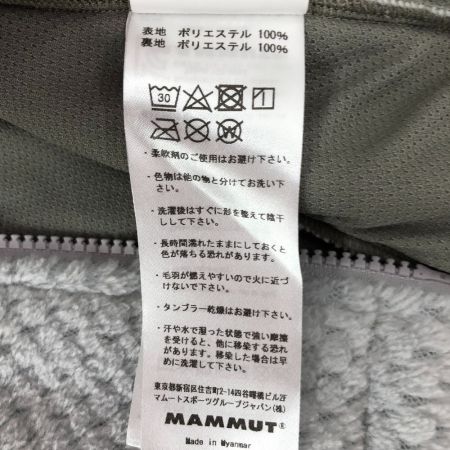 表地 ポリエステル 100%
裏地 ポリエステル 100%
30
W
・柔軟剤のご使用はお避け下さい。
・色物は他の物と分けてお洗い下
さい。
・洗濯後はすぐに形を整えて陰干
しして下さい。
・長時間濡れたままにしておくと
色が落ちる恐れがあります。
・毛羽が燃えやすいので火に近づ
けないで下さい。
・タンブラー乾燥はお避け下さい。
・汗や水で湿った状態で強い摩擦
を受けると、他に移染する恐れ
があります。移染した場合は早
めに洗濯して下さい。
東京都新宿区住吉町2-14四谷曙橋ビル2F
マムートスポーツグループジャパン(株)
MAMMUT®
Made in Myanmar